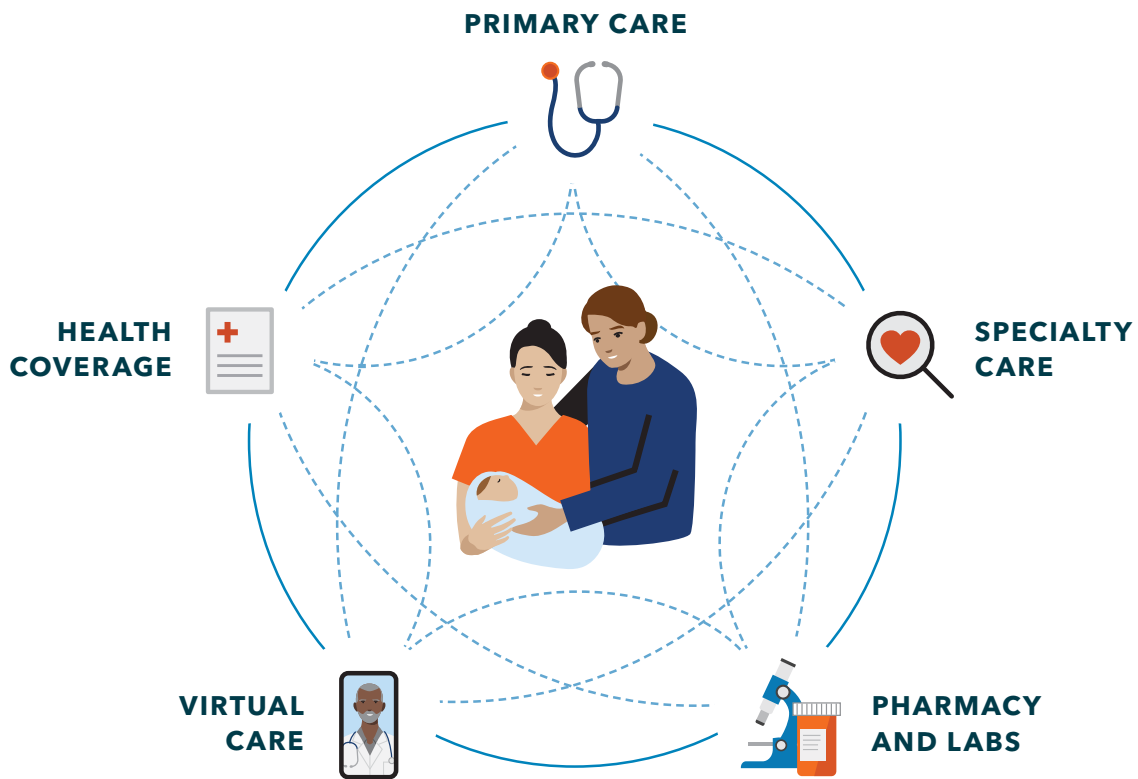 PRIMARY CARE
HEALTH
COVERAGE
SPECIALTY
CARE
VIRTUAL
CARE
PHARMACY
AND LABS